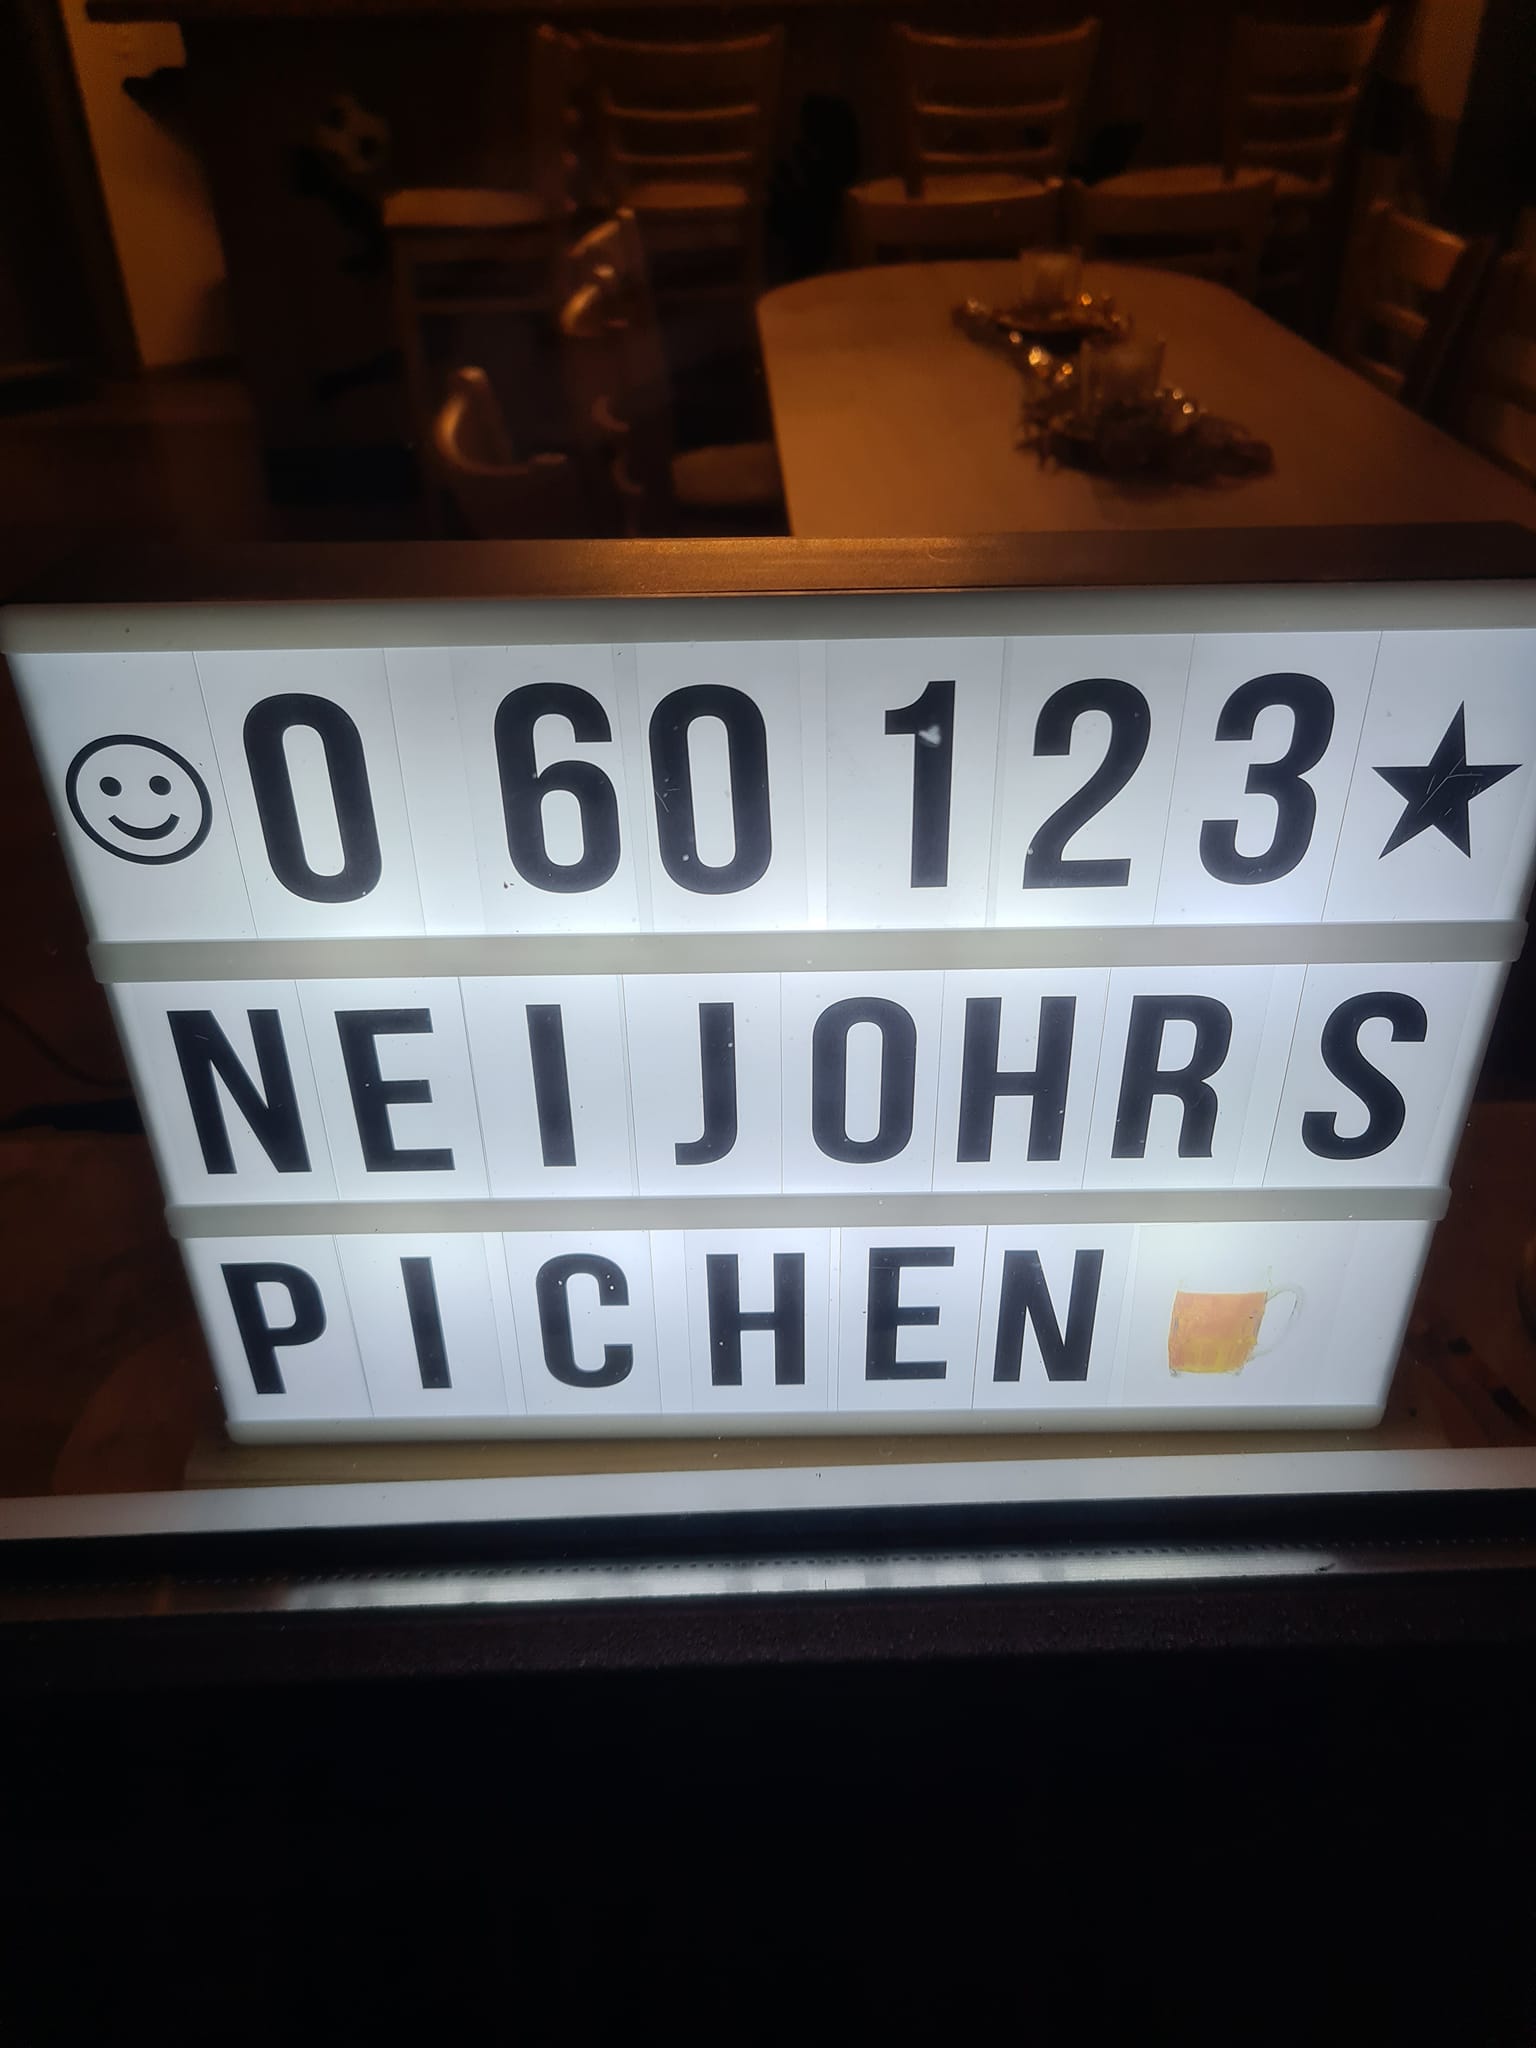 0 60 123
NEIJOHRS
PICHEN